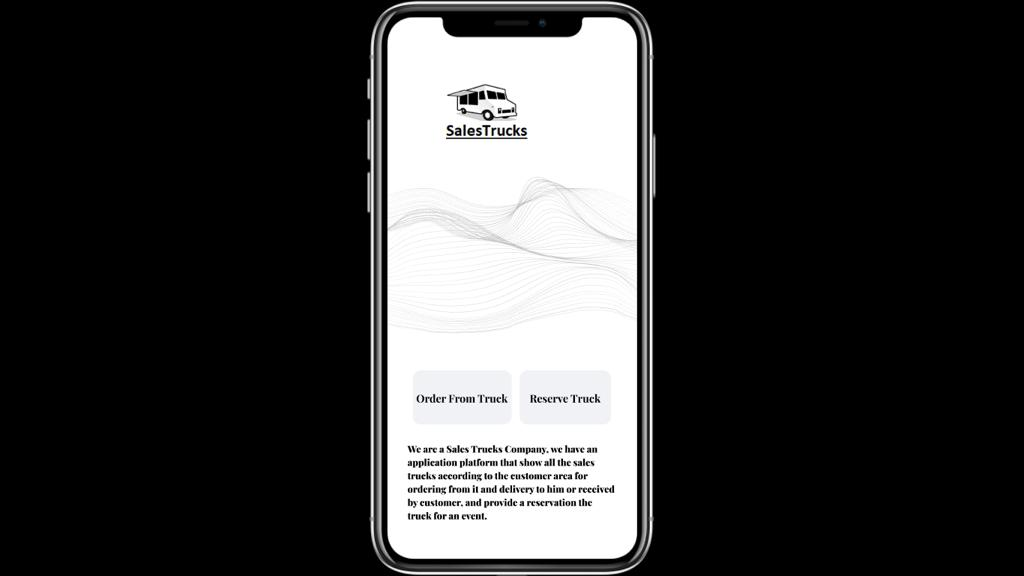 SalesTrucks
Order From Truck
Reserve Truck
We are a Sales Trucks Company, we have an
application platform that show all the sales
trucks according to the customer area for
ordering from it and delivery to him or received
by customer, and provide a reservation the
truck for an event.